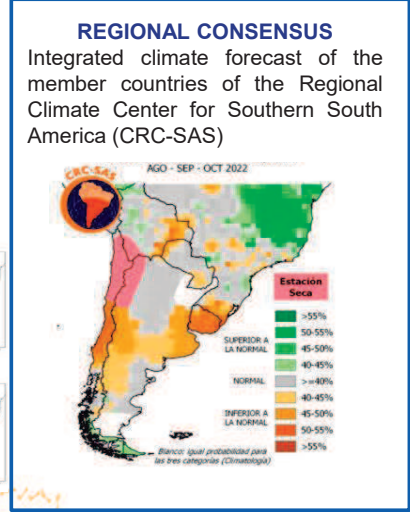 REGIONAL CONSENSUS
Integrated climate forecast of the
member countries of the Regional
Climate Center for Southern South
America (CRC-SAS)
CRC-SAS
AGO - SEP - OCT 2022
Estación
Seca
>55%
50-55%
SUPERIOR A
LA NORMAL
45-50%
40-45%
NORMAL
>=40%
40-45%
INFERIOR A
LA NORMAL
45-50%
50-55%
>55%
Blanco: igual probabilidad para
las tres categorías (Climatología)